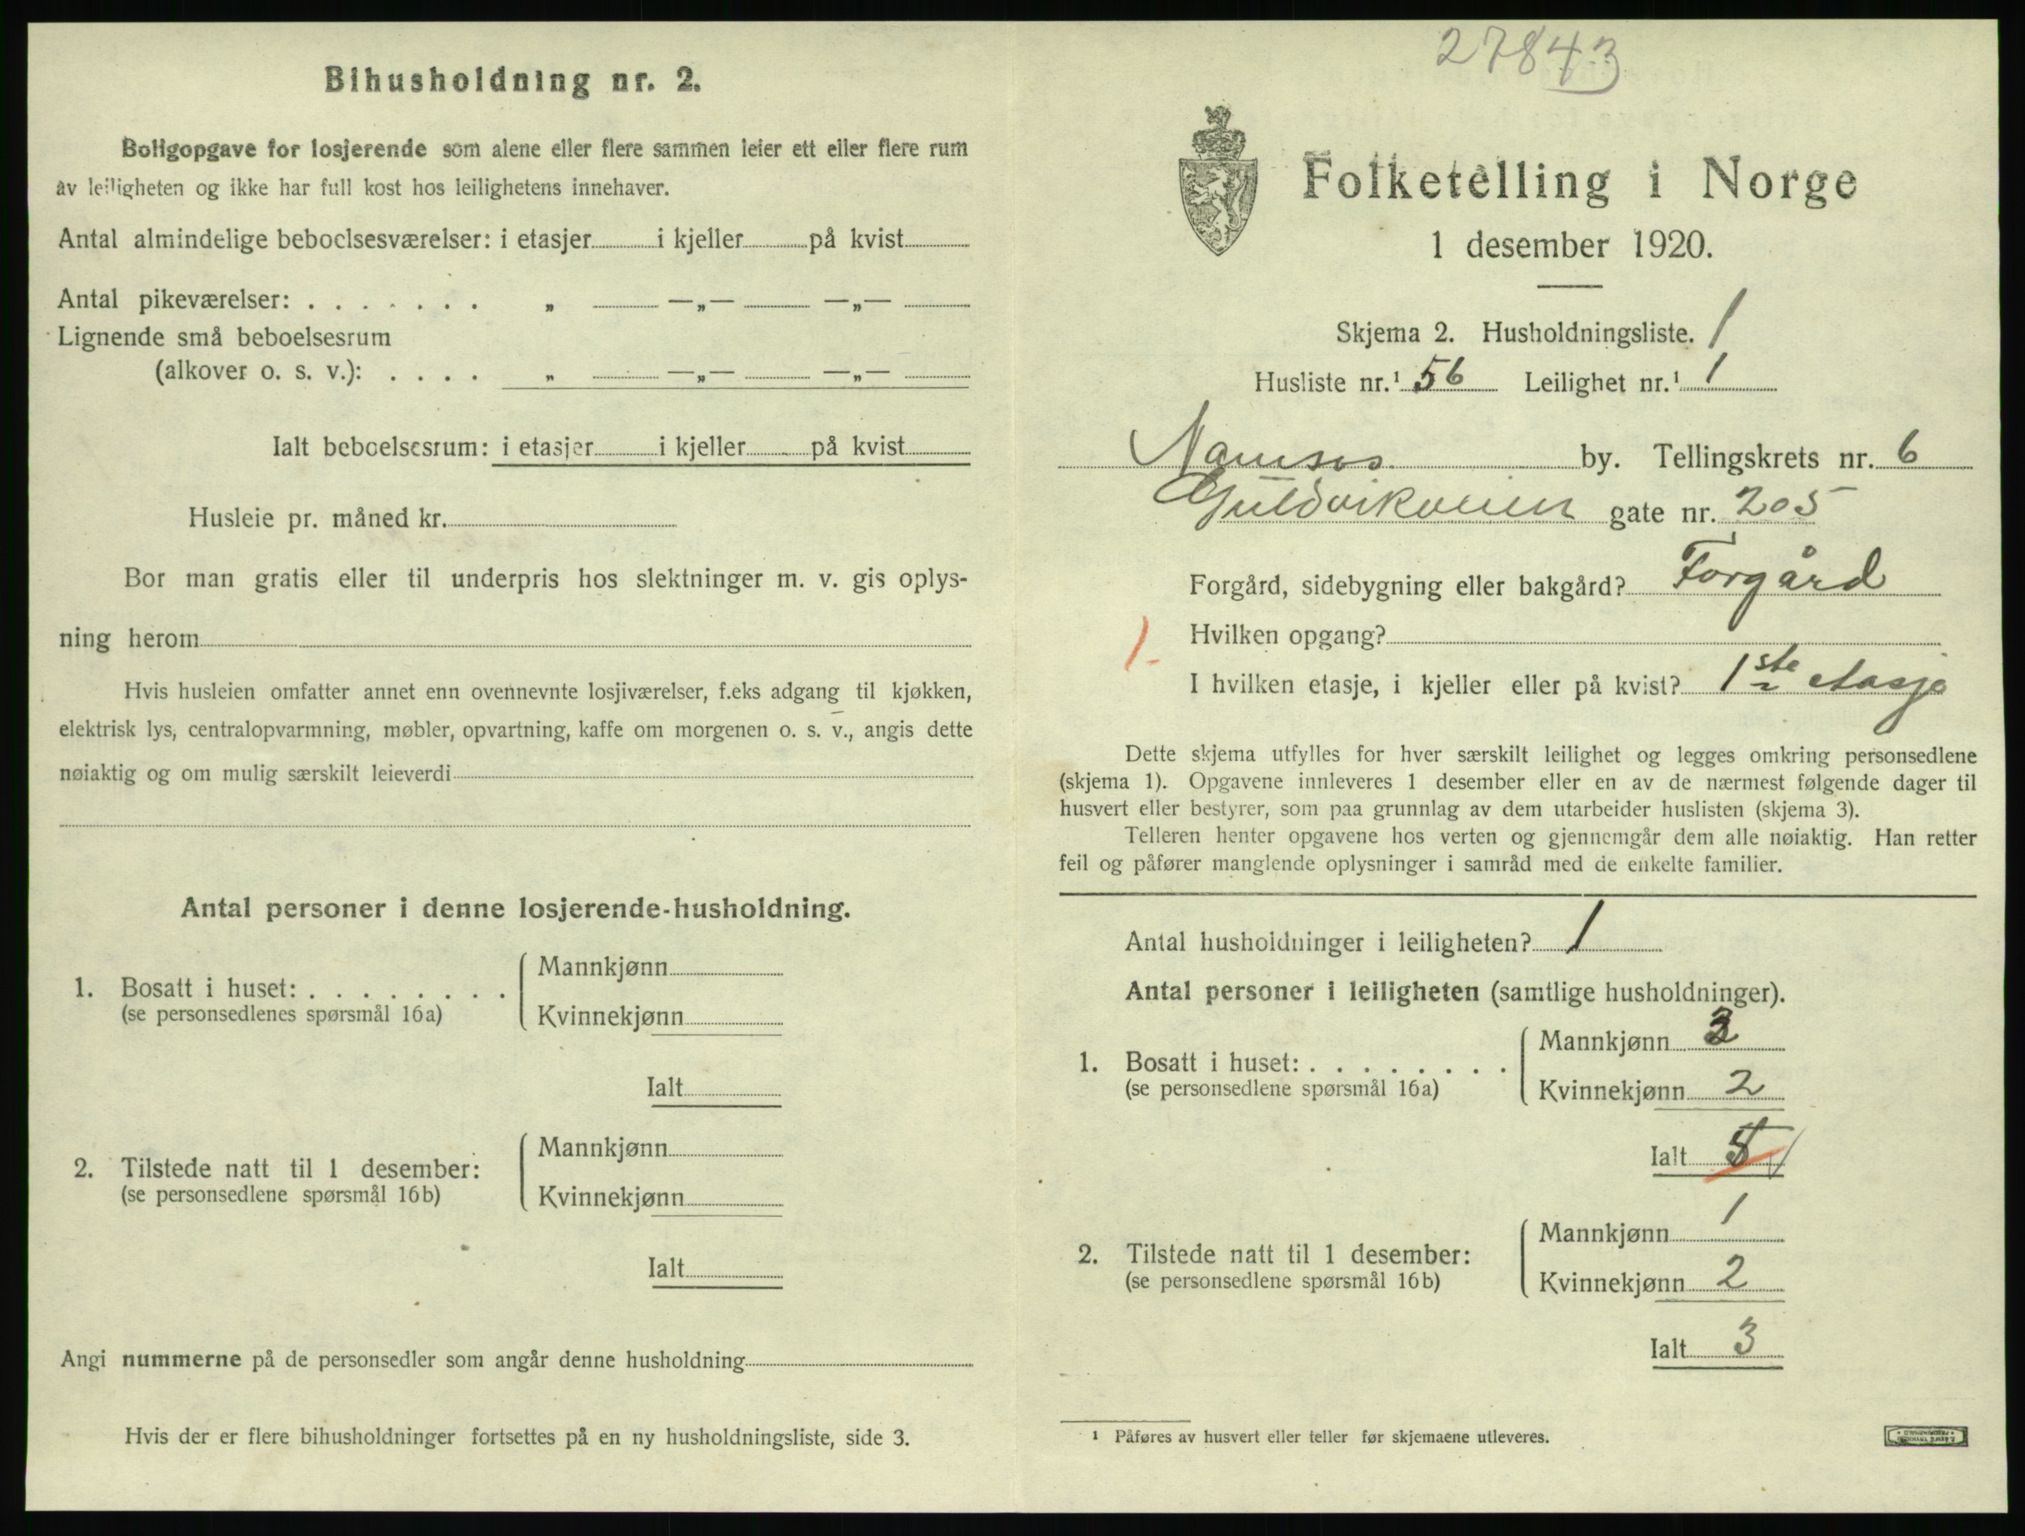 Bihusholdning nr. 2.
Boligopgave for losjerende som alene eller flere sammen leier ett eller flere rum
av leiligheten og ikke har full kost hos leilighetens innehaver.
Antal almindelige beboelsesværelser: i etasjer i kjeller på kvist
Antal pikeværelser: . . . . . . . „ —„— —„—
Lignende små beboelsesrum
(alkover o. s. v.): . . . . „ —„— —„—
Ialt beboelsesrum: i etasjer i kjeller på kvist
Husleie pr. måned kr.
Bor man gratis eller til underpris hos slektninger m. v. gis oplys-
ning herom
Hvis husleien omfatter annet enn ovennevnte losjiværelser, f.eks adgang til kjøkken,
elektrisk lys, centralopvarmning, møbler, opvartning, kaffe om morgenen o. s. v., angis dette
nøiaktig og om mulig særskilt leieverdi
Antal personer i denne losjerende-husholdning.
1. Bosatt i huset: . . . . . . . . Mannkjønn
(se personsedlenes spørsmål 16a) Kvinnekjønn
Ialt
2. Tilstede natt til 1 desember: Mannkjønn
(se personsedlene spørsmål 16b) Kvinnekjønn
Ialt
Angi nummerne på de personsedler som angår denne husholdning
Hvis der er flere bihusholdninger fortsettes på en ny husholdningsliste, side 3.
27843
Folketelling i Norge
1 desember 1920.
Skjema 2. Husholdningsliste. 1
Husliste nr.¹ 56 Leilighet nr.¹ 1
Namsos by. Tellingskrets nr. 6
Guldvikveien gate nr. 205
Forgård, sidebygning eller bakgård? Forgård
1. Hvilken opgang?
I hvilken etasje, i kjeller eller på kvist? 1ste etasje
Dette skjema utfylles for hver særskilt leilighet og legges omkring personsedlene
(skjema 1). Opgavene innleveres 1 desember eller en av de nærmest følgende dager til
husvert eller bestyrer, som paa grunnlag av dem utarbeider huslisten (skjema 3).
Telleren henter opgavene hos verten og gjennemgår dem alle nøiaktig. Han retter
feil og påfører manglende oplysninger i samråd med de enkelte familier.
Antal husholdninger i leiligheten? 1
Antal personer i leiligheten (samtlige husholdninger).
1. Bosatt i huset: . . . . . . . . Mannkjønn 3
(se personsedlene spørsmål 16a) Kvinnekjønn 2
Ialt 5
2. Tilstede natt til 1 desember: Mannkjønn 1
(se personsedlene spørsmål 16b) Kvinnekjønn 2
Ialt 3
¹ Påføres av husvert eller teller før skjemaene utleveres.